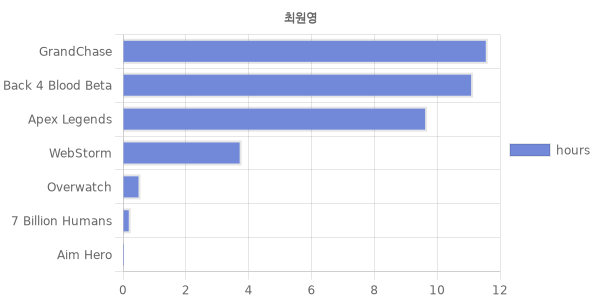 최원영
GrandChase
Back 4 Blood Beta
Apex Legends
WebStorm
Overwatch
7 Billion Humans
Aim Hero
0 2 4 6 8 10 12
hours